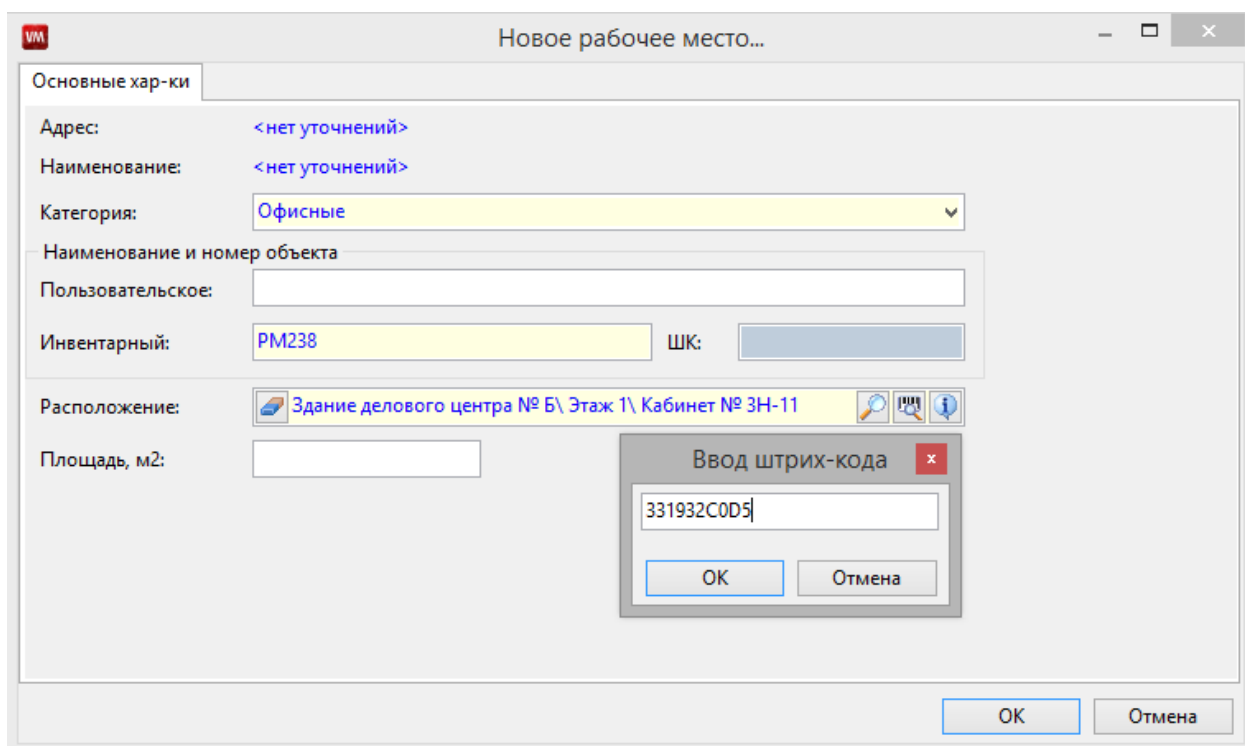 VM
Новое рабочее место...
Основные хар-ки
Адрес: <нет уточнений>
Наименование: <нет уточнений>
Категория: Офисные
Наименование и номер объекта
Пользовательское:
Инвентарный: РМ238 ШК:
Расположение: Здание делового центра № Б\ Этаж 1\ Кабинет № 3Н-11
Площадь, м2:
Ввод штрих-кода
331932C0D5
ОК Отмена
ОК Отмена